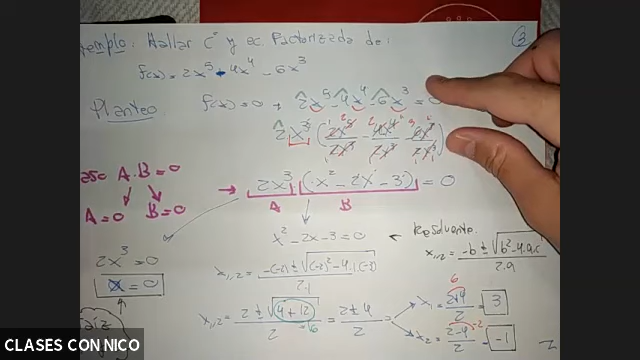 Ejemplo: Hallar C° y ec. Factorizada de:
f(x) = 2x⁵ - 4x⁴ - 6x³
Planteo
f(x)=0 → 2x⁵ - 4x⁴ - 6x³ = 0
2x³ (2x⁵/2x³ - 4x⁴/2x³ - 6x³/2x³)
caso A.B=0
A=0 B=0
→ 2x³ (x² - 2x - 3) = 0
A B
x² - 2x - 3 = 0
Resolvente.
x₁,₂ = -b ± √b² - 4.a.c / 2.a
2x³ = 0
x = 0
x₁,₂ = -(-2) ± √(-2)² - 4.1.(-3) / 2.1
x₁,₂ = 2 ± √4 + 12 / 2 = 2 ± 4 / 2
x₁ = 2+4 / 2 = 3
x₂ = 2-4 / 2 = -1
CLASES CON NICO